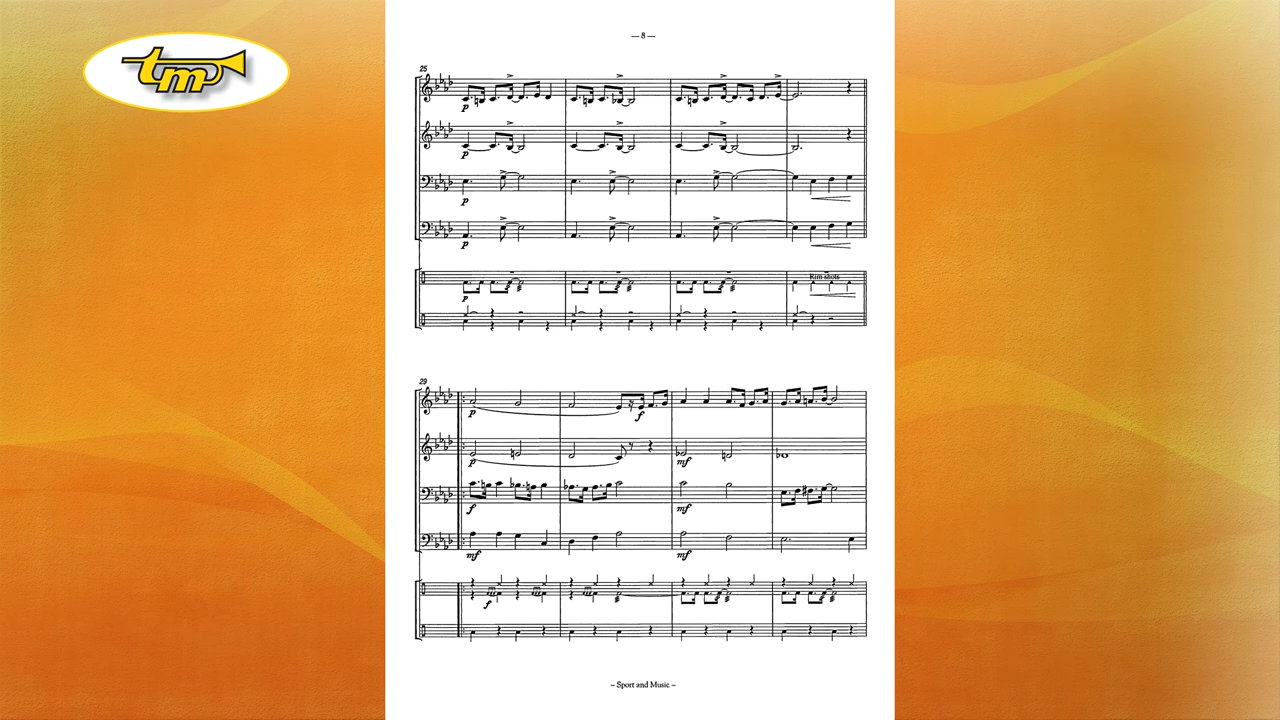 tm
— 8 —
25
p
p
p
p
Rim shots
p
29
p
f
p
mf
f
mf
mf
mf
f
– Sport and Music –